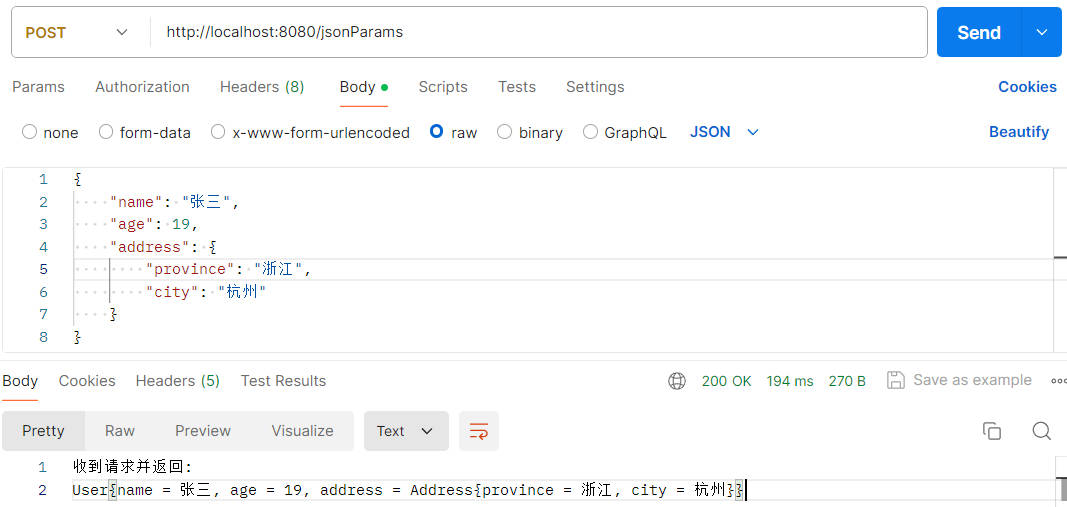 POST http://localhost:8080/jsonParams Send
Params Authorization Headers (8) Body Scripts Tests Settings Cookies
none form-data x-www-form-urlencoded raw binary GraphQL JSON Beautify
1 {
2 "name": "张三",
3 "age": 19,
4 "address": {
5 "province": "浙江",
6 "city": "杭州"
7 }
8 }
Body Cookies Headers (5) Test Results 200 OK 194 ms 270 B Save as example
Pretty Raw Preview Visualize Text
1 收到请求并返回:
2 User{name = 张三, age = 19, address = Address{province = 浙江, city = 杭州}}